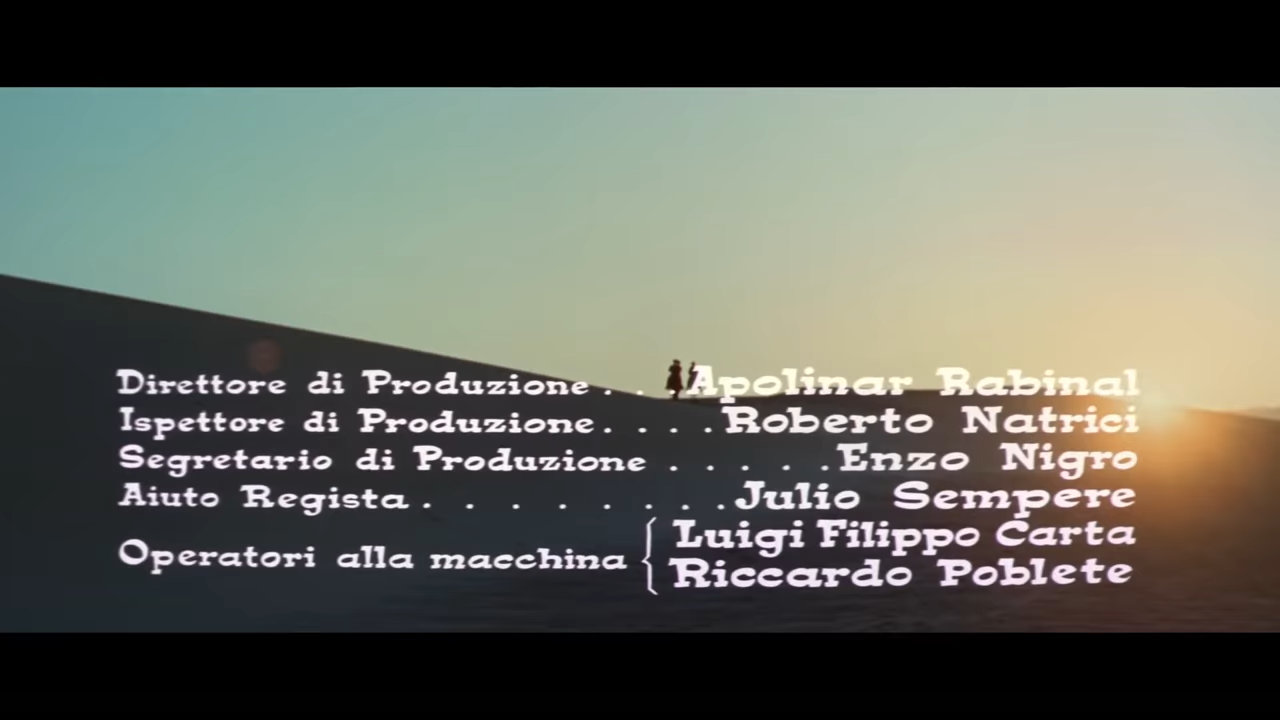 Direttore di Produzione . . Apolinar Rabinal
Ispettore di Produzione . . . . Roberto Natrici
Segretario di Produzione . . . . . Enzo Nigro
Aiuto Regista . . . . . . . . Julio Sempere
Operatori alla macchina { Luigi Filippo Carta
Riccardo Poblete